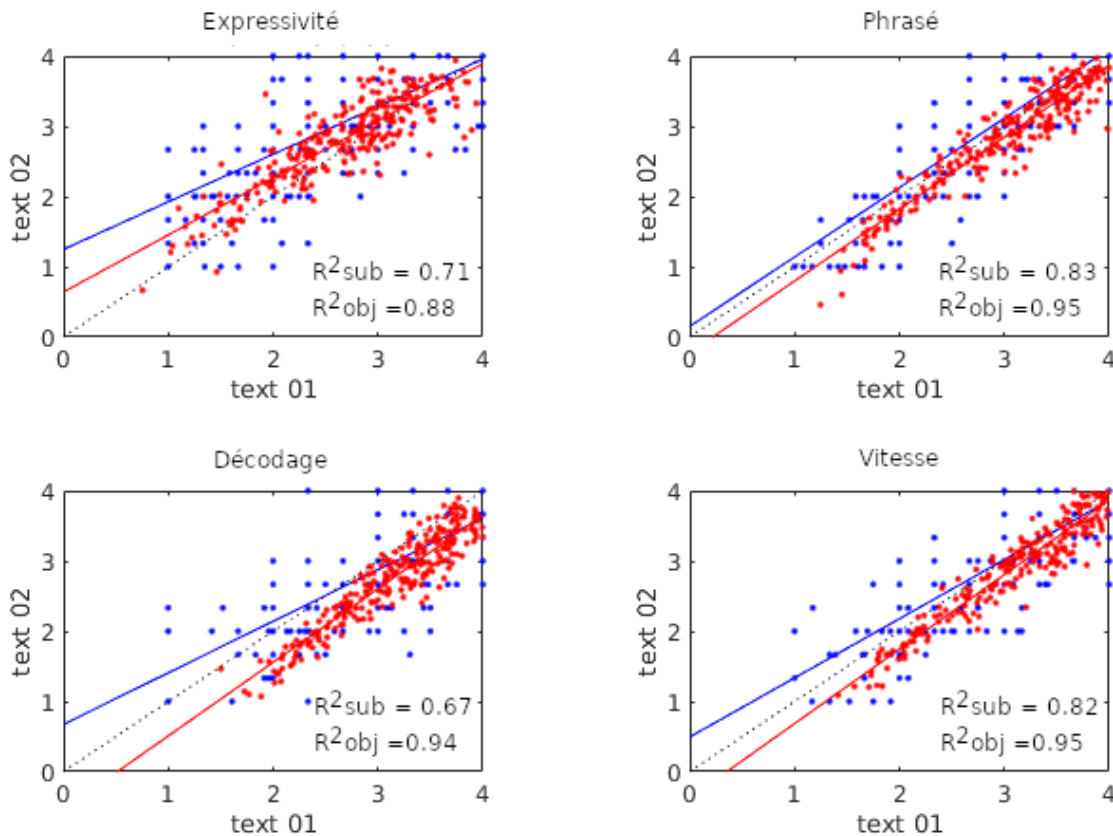 Expressivité
4
3
2
1
0
text 02
R²sub = 0.71
R²obj =0.88
0 1 2 3 4
text 01
Phrasé
4
3
2
1
0
text 02
R²sub = 0.83
R²obj =0.95
0 1 2 3 4
text 01
Décodage
4
3
2
1
0
text 02
R²sub = 0.67
R²obj =0.94
0 1 2 3 4
text 01
Vitesse
4
3
2
1
0
text 02
R²sub = 0.82
R²obj =0.95
0 1 2 3 4
text 01